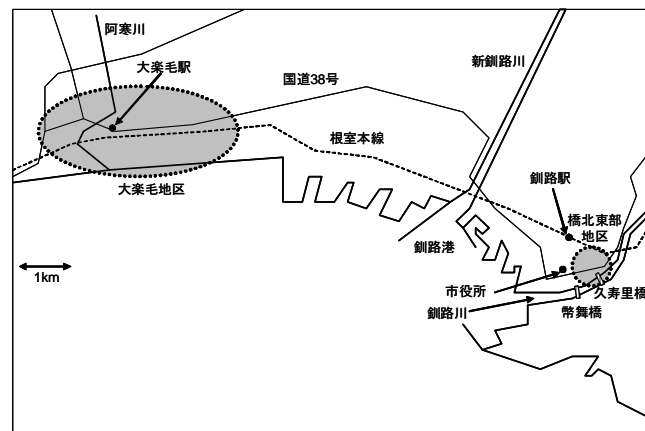 阿寒川
大楽毛駅
新釧路川
国道38号
根室本線
大楽毛地区
釧路駅
橋北東部
地区
釧路港
1km
市役所
久寿里橋
釧路川
幣舞橋